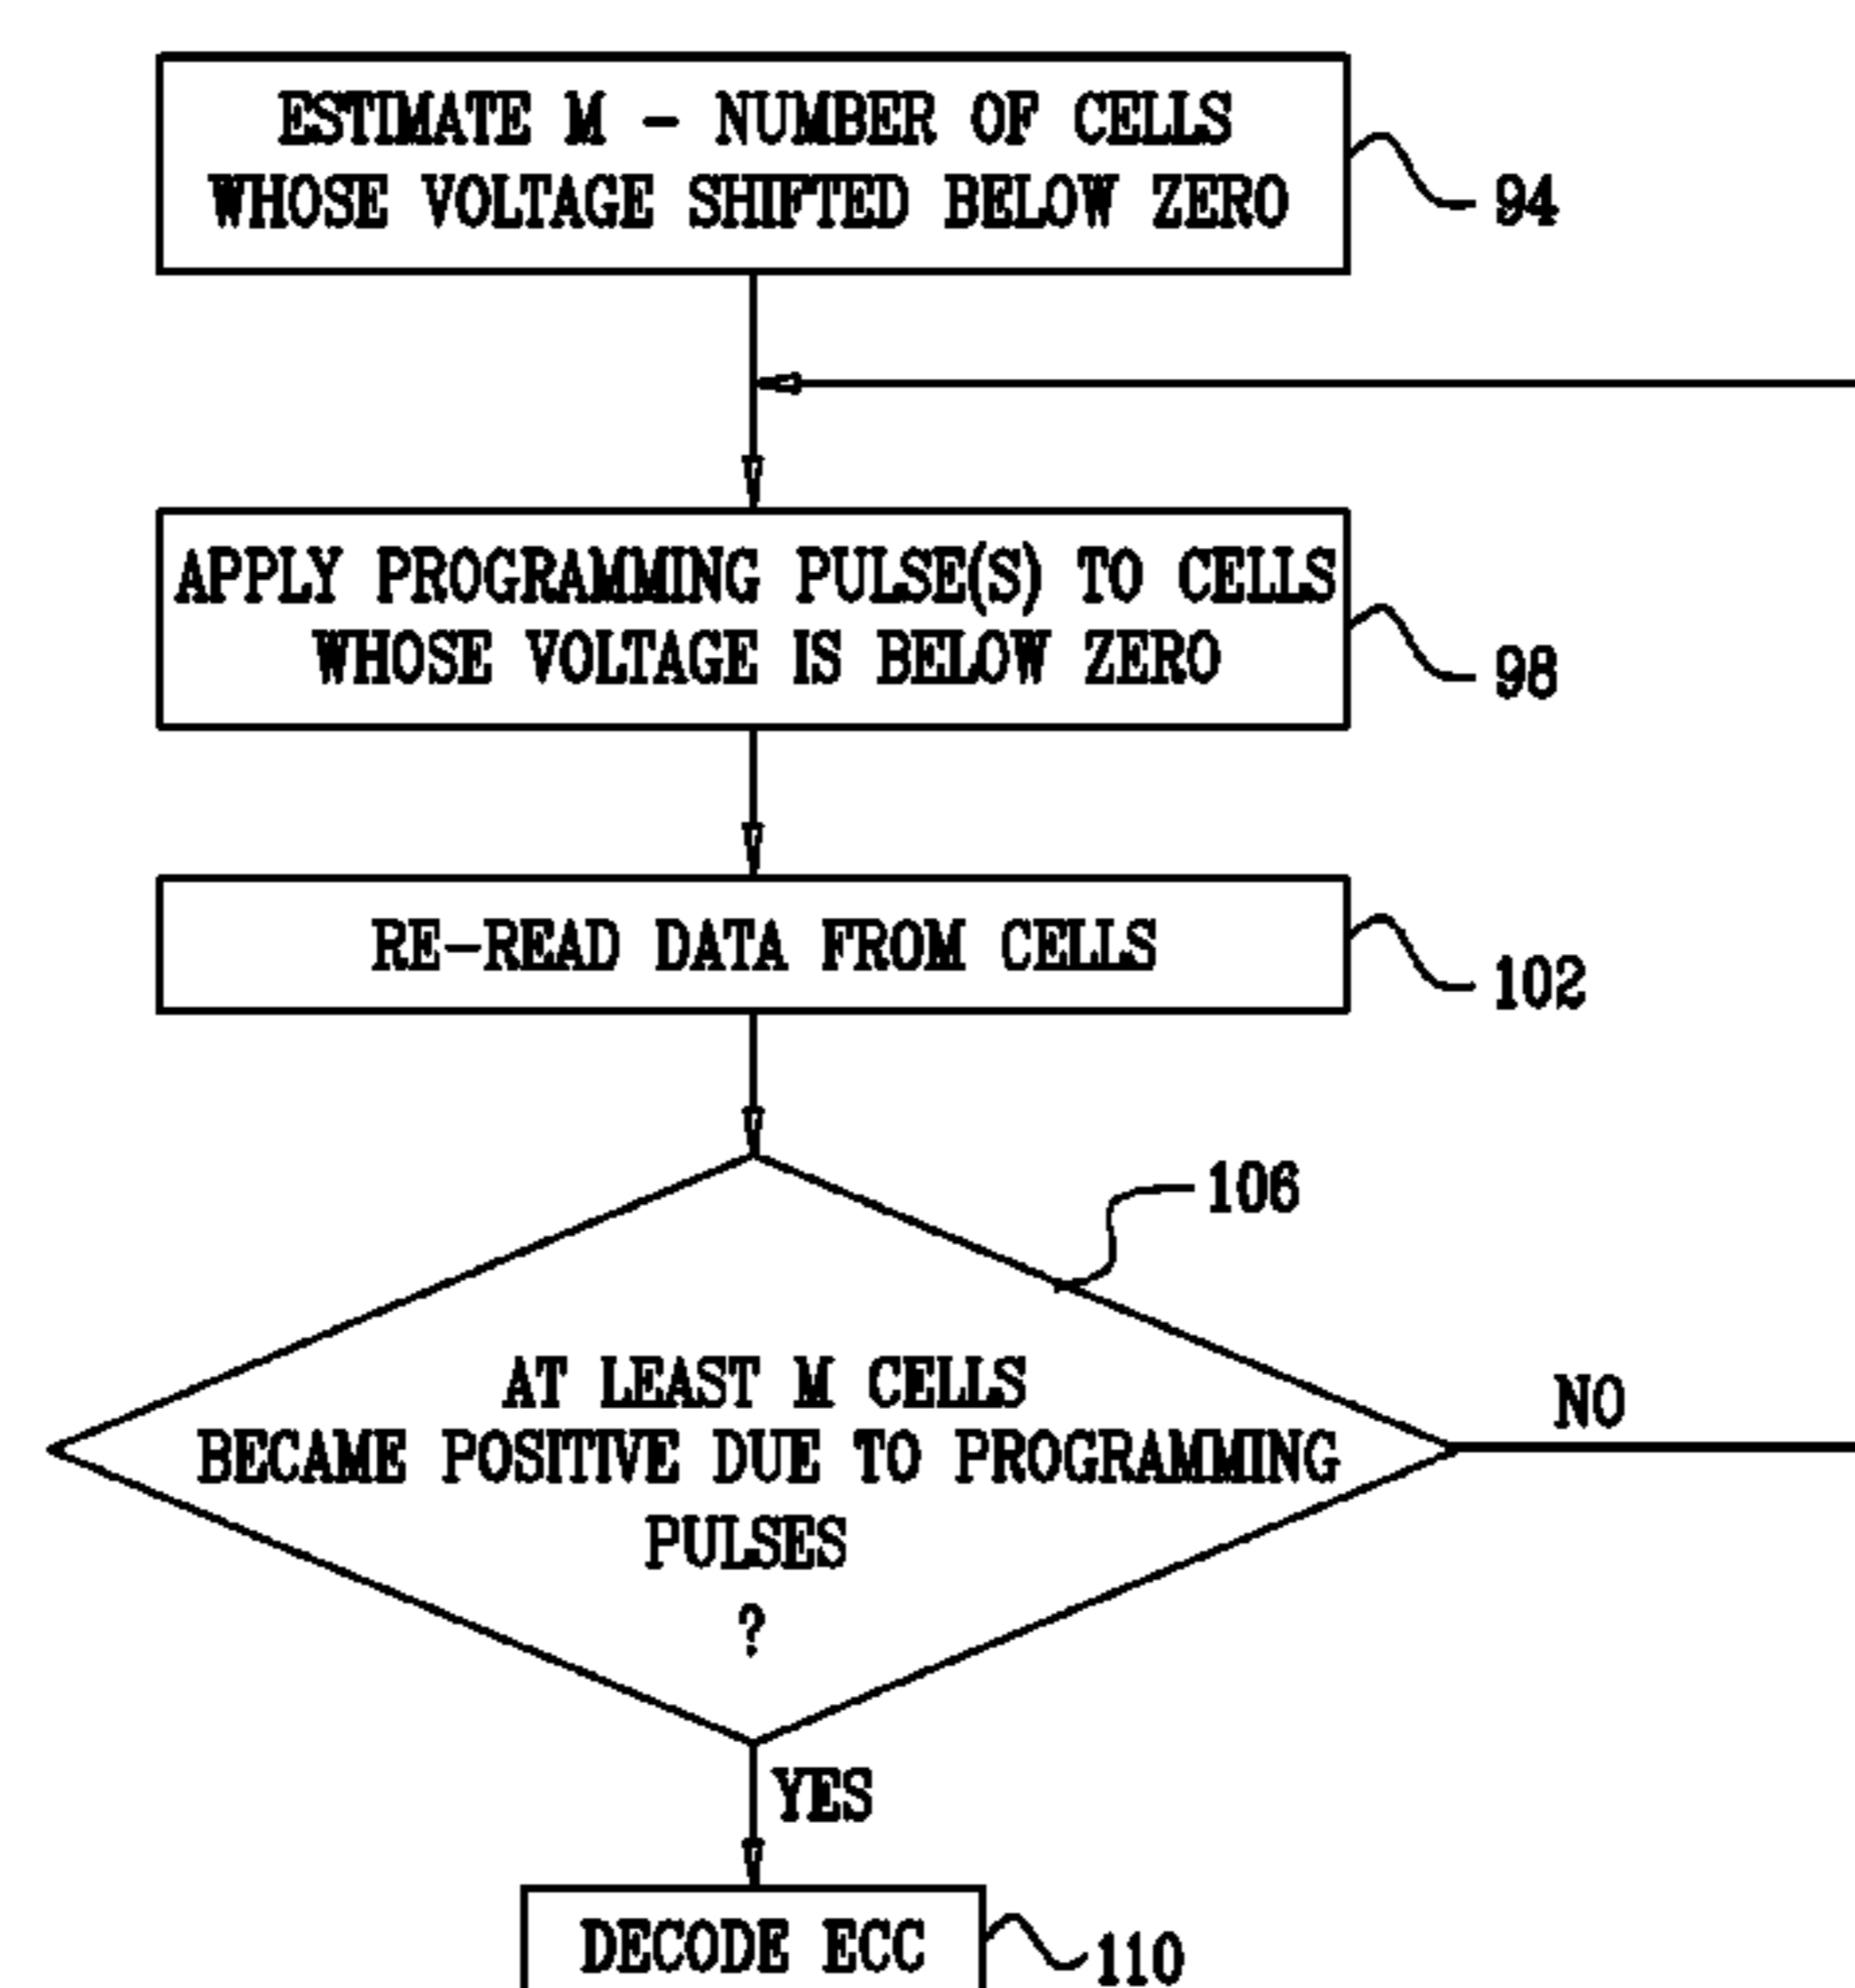 ESTIMATE M - NUMBER OF CELLS
WHOSE VOLTAGE SHIFTED BELOW ZERO
94
APPLY PROGRAMMING PULSE(S) TO CELLS
WHOSE VOLTAGE IS BELOW ZERO
98
RE-READ DATA FROM CELLS
102
106
AT LEAST M CELLS
BECAME POSITIVE DUE TO PROGRAMMING
PULSES
?
NO
YES
DECODE ECC
110